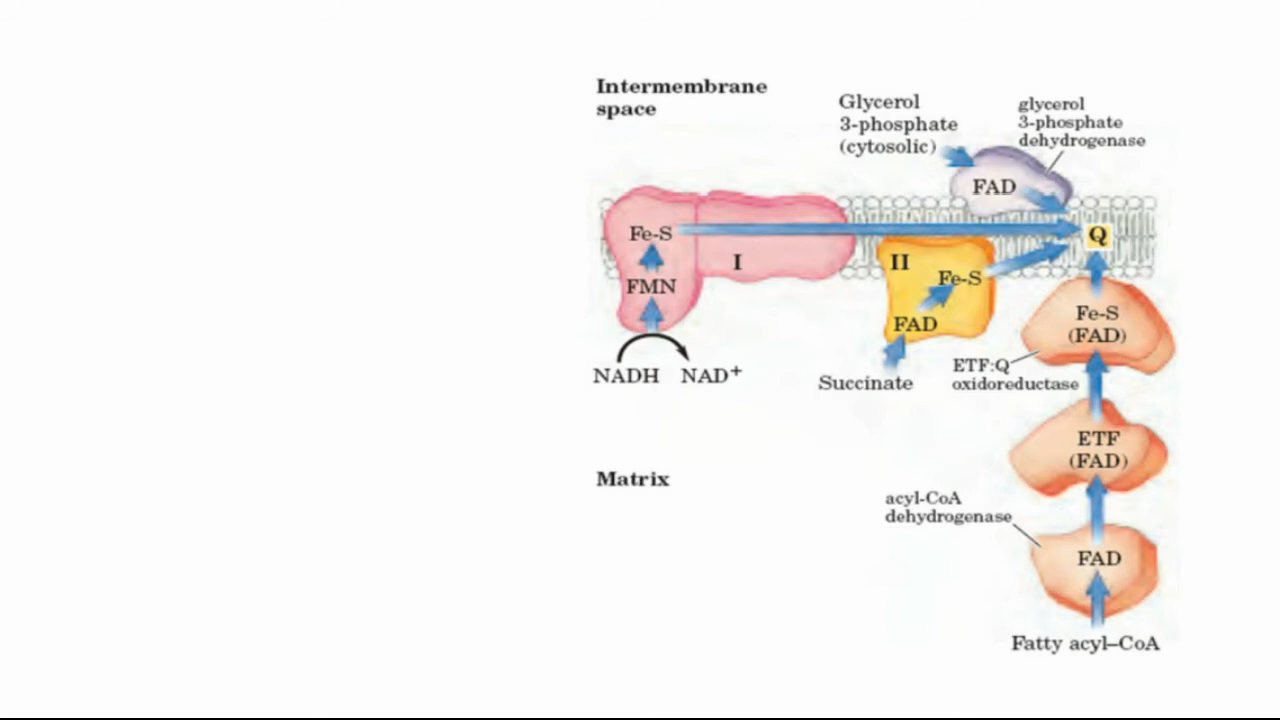 Intermembrane
space
Glycerol
3-phosphate
(cytosolic)
glycerol
3-phosphate
dehydrogenase
FAD
Fe-S
I
FMN
NADH NAD+
II
Fe-S
FAD
Succinate
Q
Fe-S
(FAD)
ETF:Q
oxidoreductase
ETF
(FAD)
Matrix
acyl-CoA
dehydrogenase
FAD
Fatty acyl–CoA